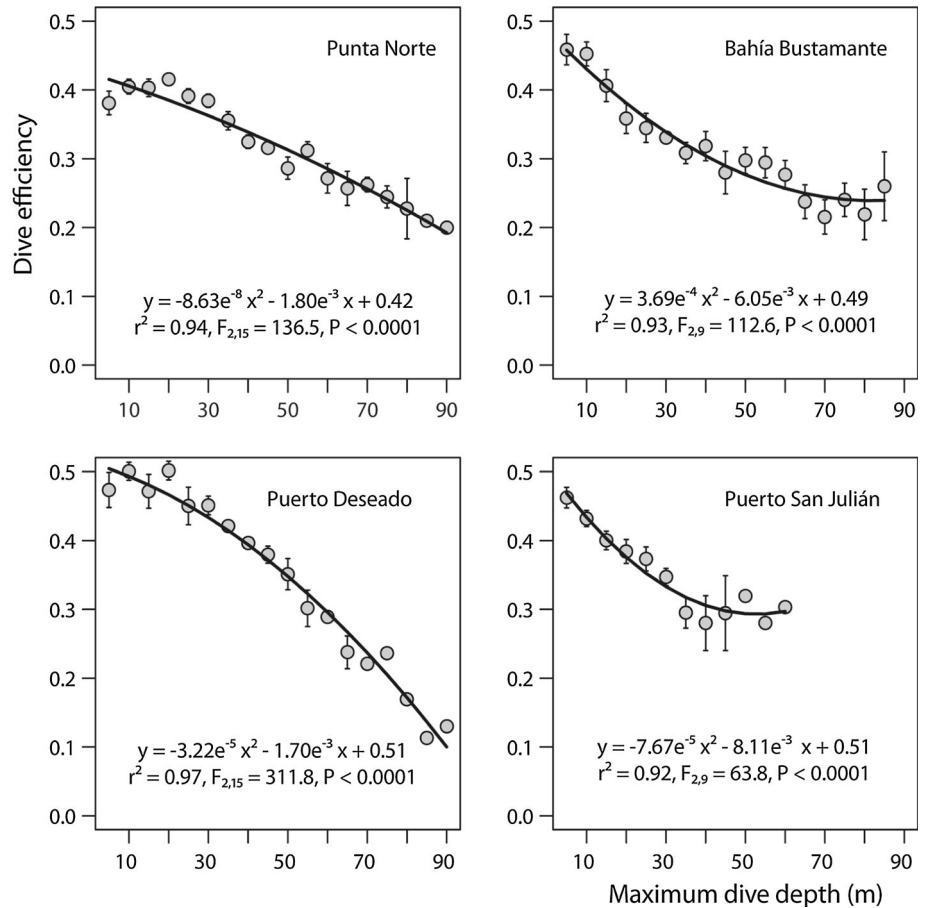 Dive efficiency
0.5
0.4
0.3
0.2
0.1
0.0
Punta Norte
y = -8.63e⁻⁸ x² - 1.80e⁻³ x + 0.42
r² = 0.94, F₂,₁₅ = 136.5, P < 0.0001
10 30 50 70 90
0.5
0.4
0.3
0.2
0.1
0.0
Bahía Bustamante
y = 3.69e⁻⁴ x² - 6.05e⁻³ x + 0.49
r² = 0.93, F₂,₉ = 112.6, P < 0.0001
10 30 50 70 90
0.5
0.4
0.3
0.2
0.1
0.0
Puerto Deseado
y = -3.22e⁻⁵ x² - 1.70e⁻³ x + 0.51
r² = 0.97, F₂,₁₅ = 311.8, P < 0.0001
10 30 50 70 90
0.5
0.4
0.3
0.2
0.1
0.0
Puerto San Julián
y = -7.67e⁻⁵ x² - 8.11e⁻³ x + 0.51
r² = 0.92, F₂,₉ = 63.8, P < 0.0001
10 30 50 70 90
Maximum dive depth (m)